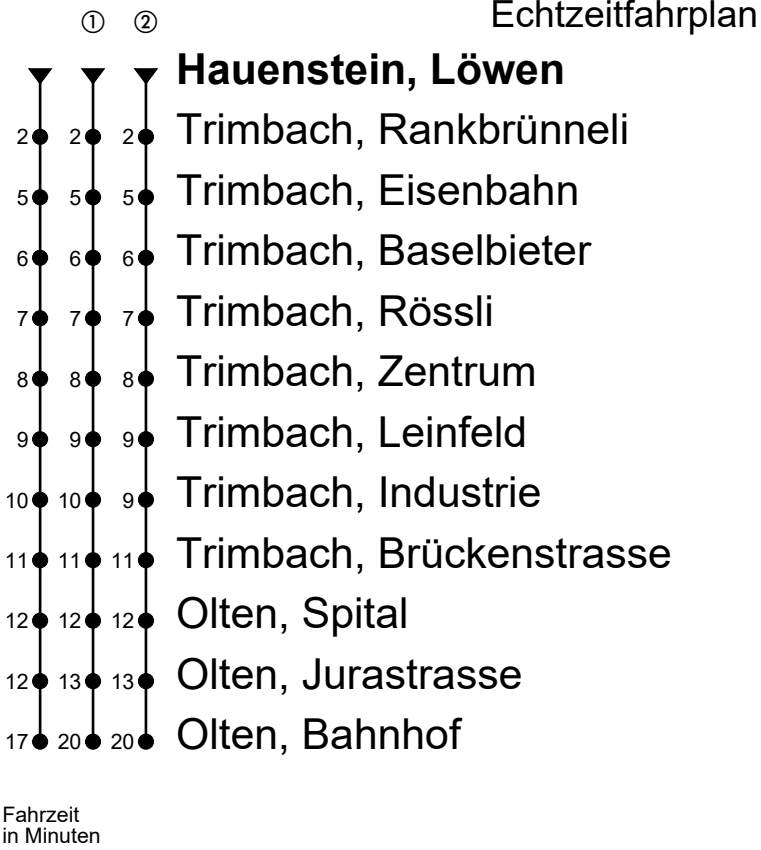 Echtzeitfahrplan
① ②
Hauenstein, Löwen
2 2 2 Trimbach, Rankbrünneli
5 5 5 Trimbach, Eisenbahn
6 6 6 Trimbach, Baselbieter
7 7 7 Trimbach, Rössli
8 8 8 Trimbach, Zentrum
9 9 9 Trimbach, Leinfeld
10 10 9 Trimbach, Industrie
11 11 11 Trimbach, Brückenstrasse
12 12 12 Olten, Spital
12 13 13 Olten, Jurastrasse
17 20 20 Olten, Bahnhof
Fahrzeit
in Minuten